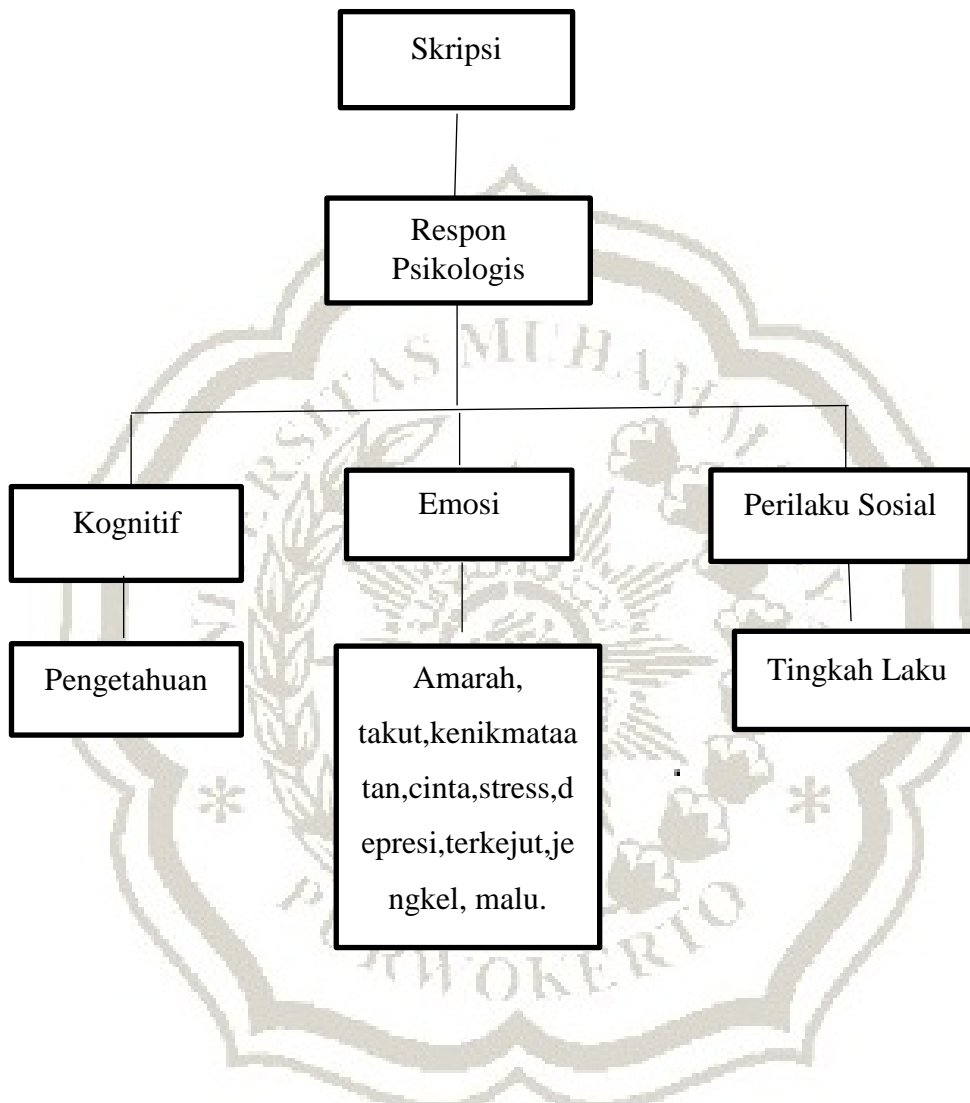 Skripsi
Respon
Psikologis
Kognitif
Emosi
Perilaku Sosial
Pengetahuan
Amarah,
takut,kenikmataa
tan,cinta,stress,d
epresi,terkejut,je
ngkel, malu.
Tingkah Laku
PURWOKERTO